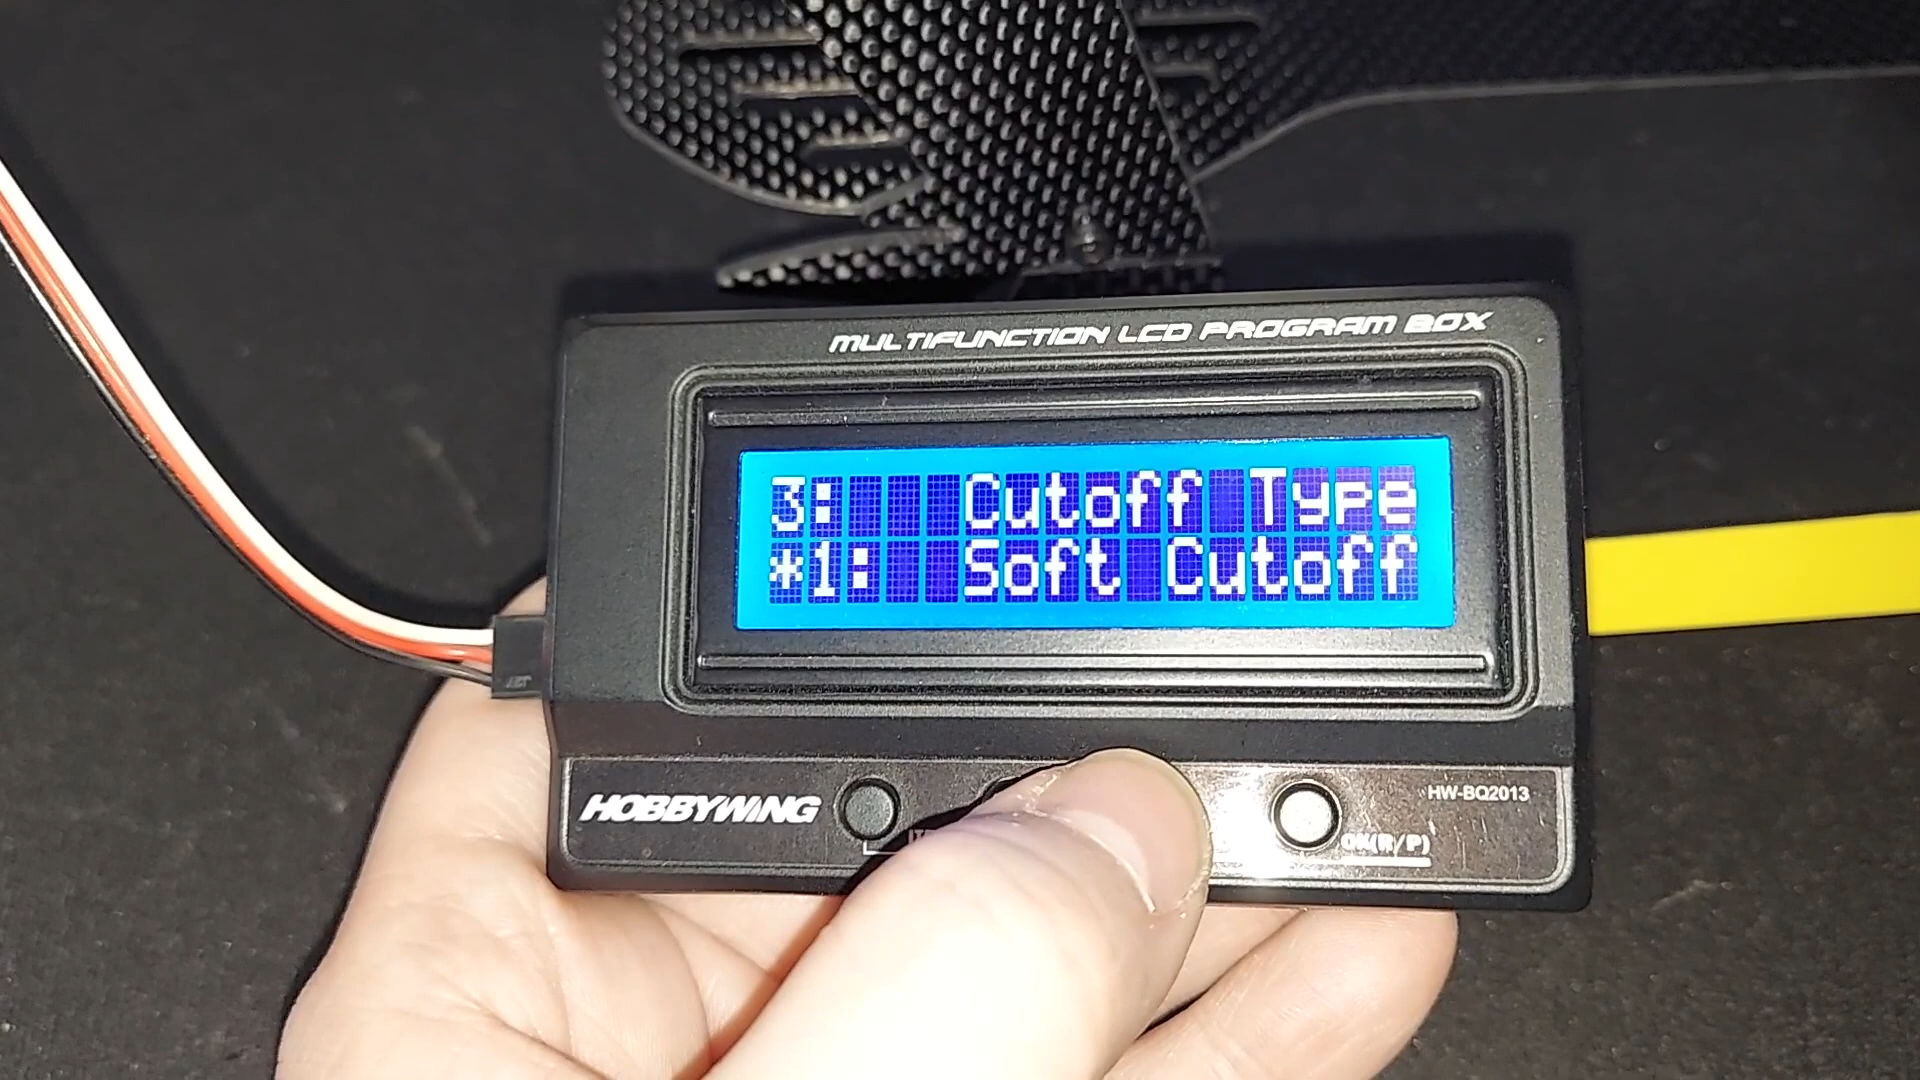 MULTIFUNCTION LCD PROGRAM BOX
3: Cutoff Type
*1: Soft Cutoff
HOBBYWING
HW-BQ2013
OK(R/P)